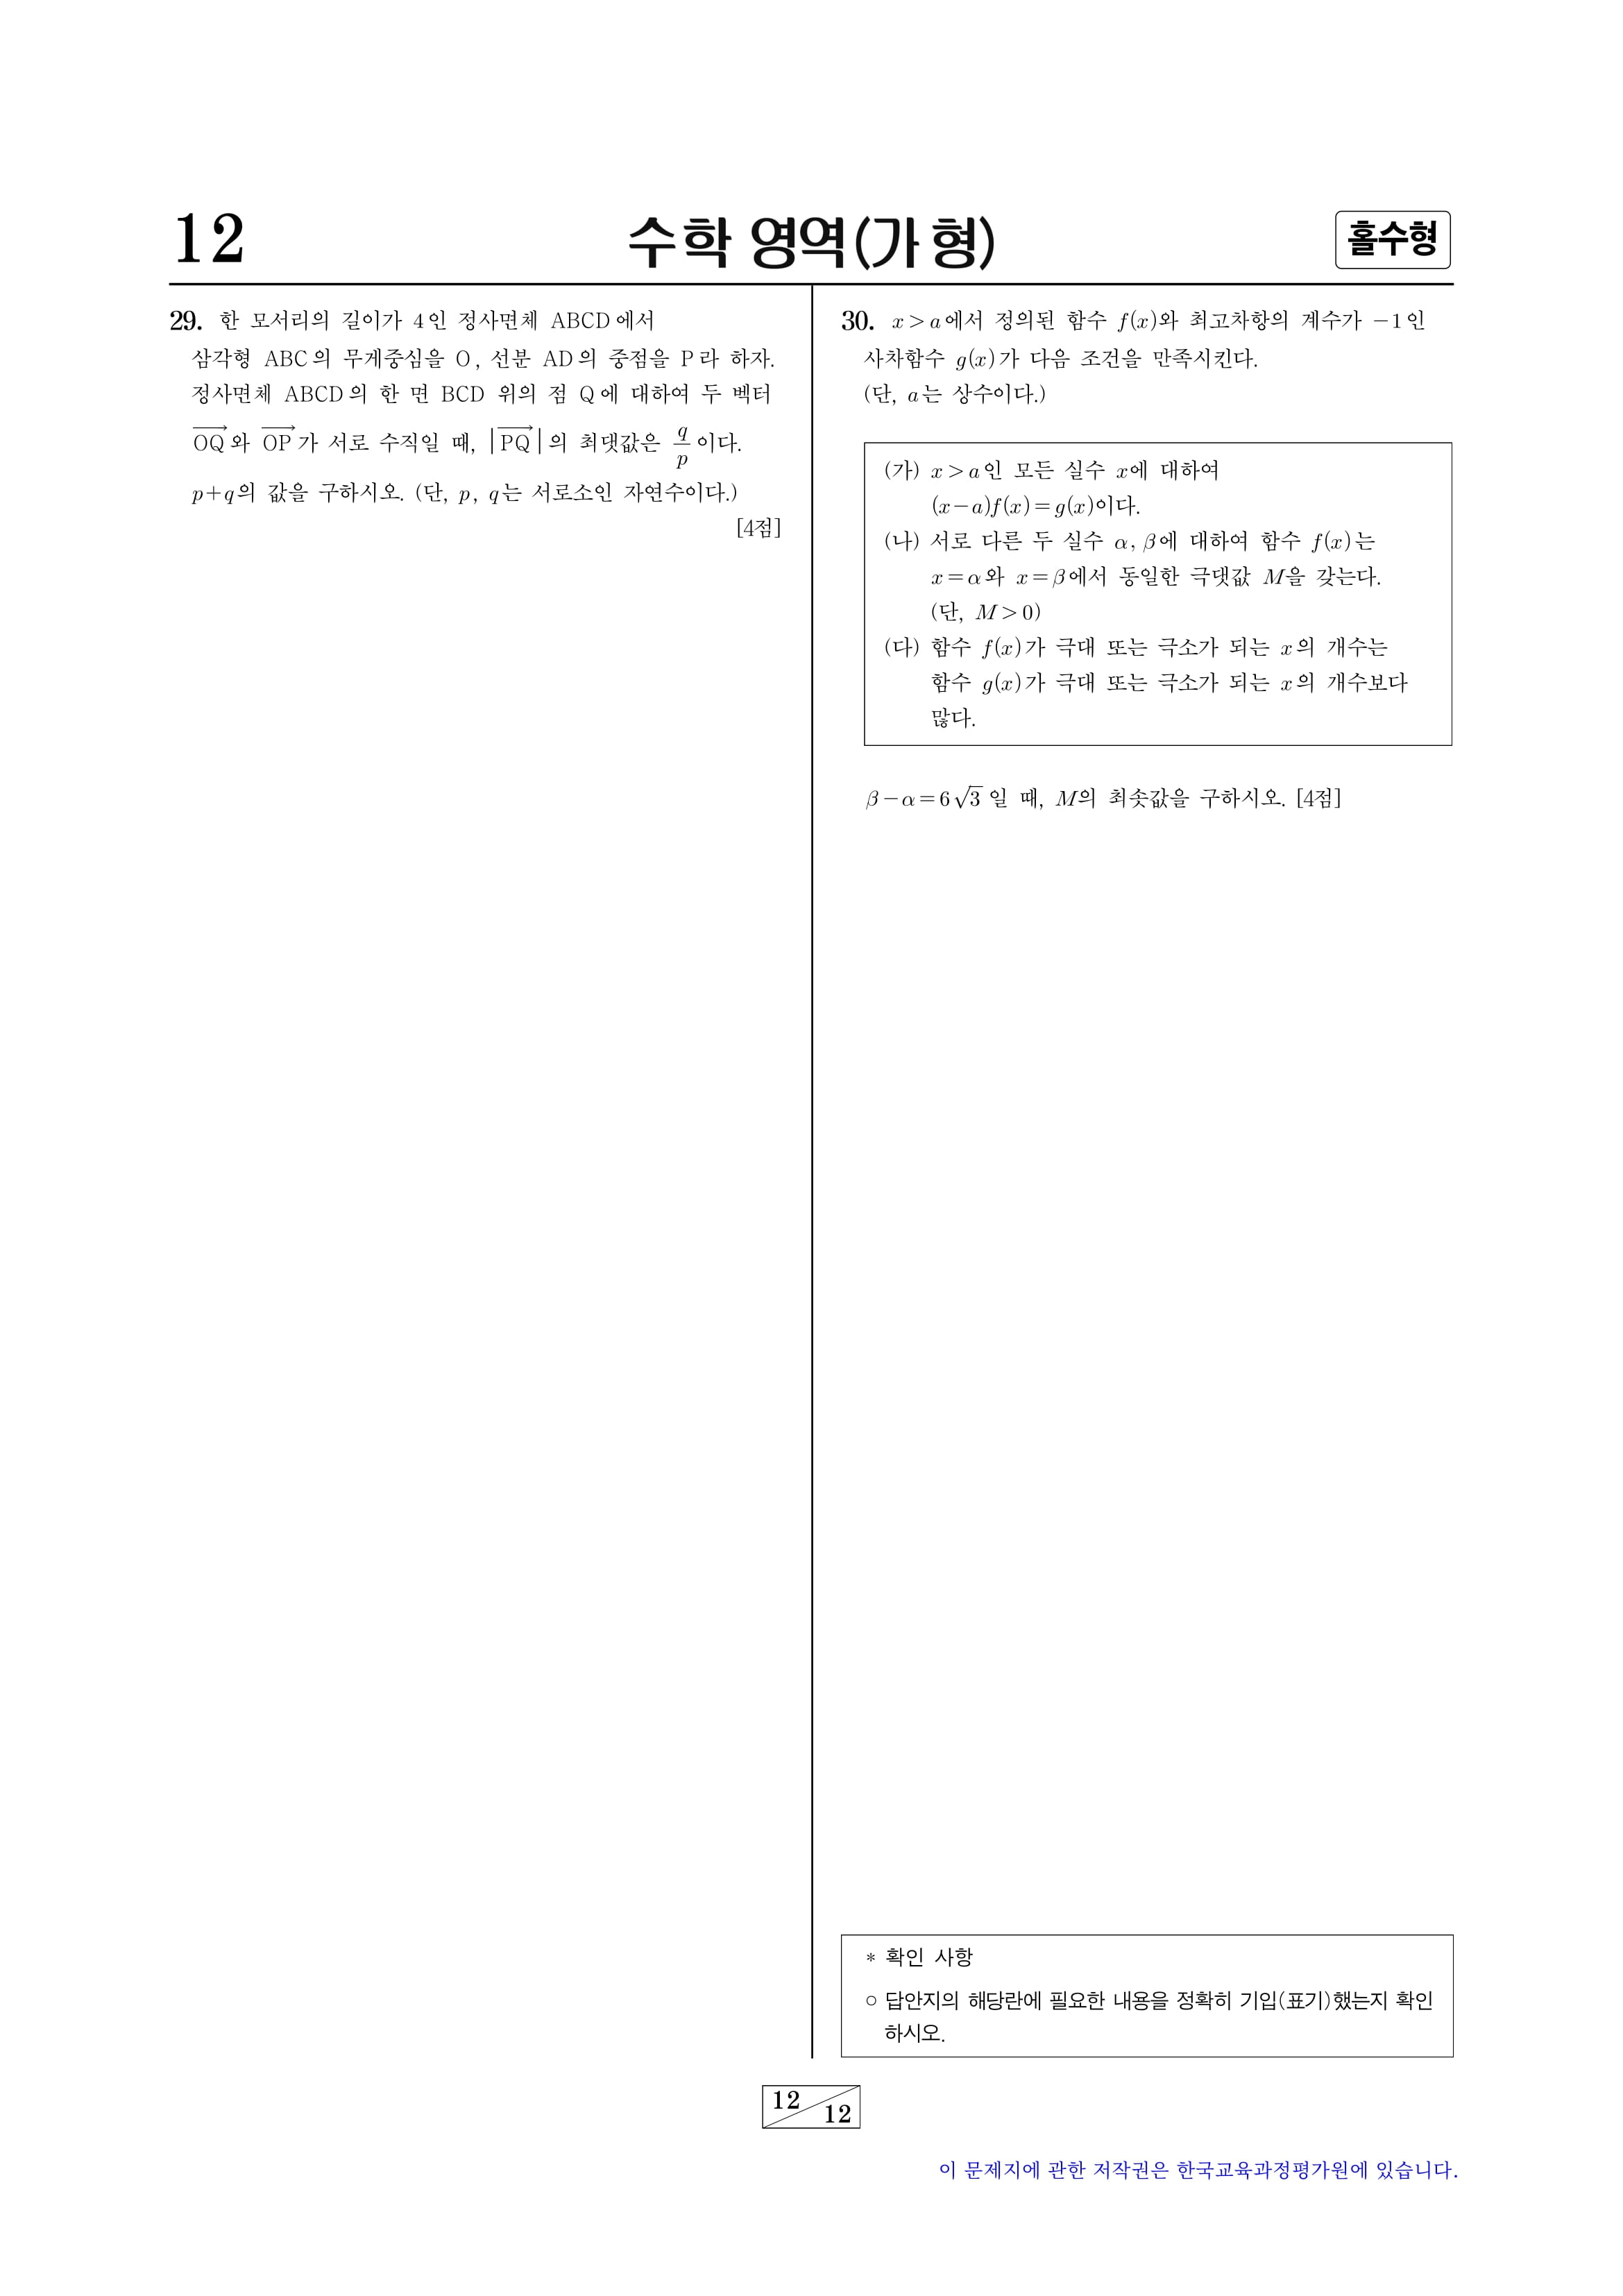 12
수학 영역(가형)
홀수형
29. 한 모서리의 길이가 4인 정사면체 ABCD에서
삼각형 ABC의 무게중심을 O, 선분 AD의 중점을 P라 하자.
정사면체 ABCD의 한 면 BCD 위의 점 Q에 대하여 두 벡터
$\overrightarrow{OQ}$와 $\overrightarrow{OP}$가 서로 수직일 때, $|\overrightarrow{PQ}|$의 최댓값은 $\frac{q}{p}$이다.
p+q의 값을 구하시오. (단, p, q는 서로소인 자연수이다.)
[4점]
30. x>a에서 정의된 함수 f(x)와 최고차항의 계수가 −1인
사차함수 g(x)가 다음 조건을 만족시킨다.
(단, a는 상수이다.)
(가) x>a인 모든 실수 x에 대하여
(x−a)f(x)=g(x)이다.
(나) 서로 다른 두 실수 α, β에 대하여 함수 f(x)는
x=α와 x=β에서 동일한 극댓값 M을 갖는다.
(단, M>0)
(다) 함수 f(x)가 극대 또는 극소가 되는 x의 개수는
함수 g(x)가 극대 또는 극소가 되는 x의 개수보다
많다.
β−α=6√3 일 때, M의 최솟값을 구하시오. [4점]
* 확인 사항
○ 답안지의 해당란에 필요한 내용을 정확히 기입(표기)했는지 확인
하시오.
12
12
이 문제지에 관한 저작권은 한국교육과정평가원에 있습니다.